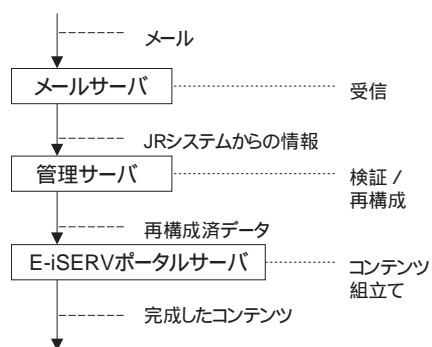 メール
メールサーバ
受信
JRシステムからの情報
管理サーバ
検証 /
再構成
再構成済データ
E-iSERVポータルサーバ
コンテンツ
組立て
完成したコンテンツ